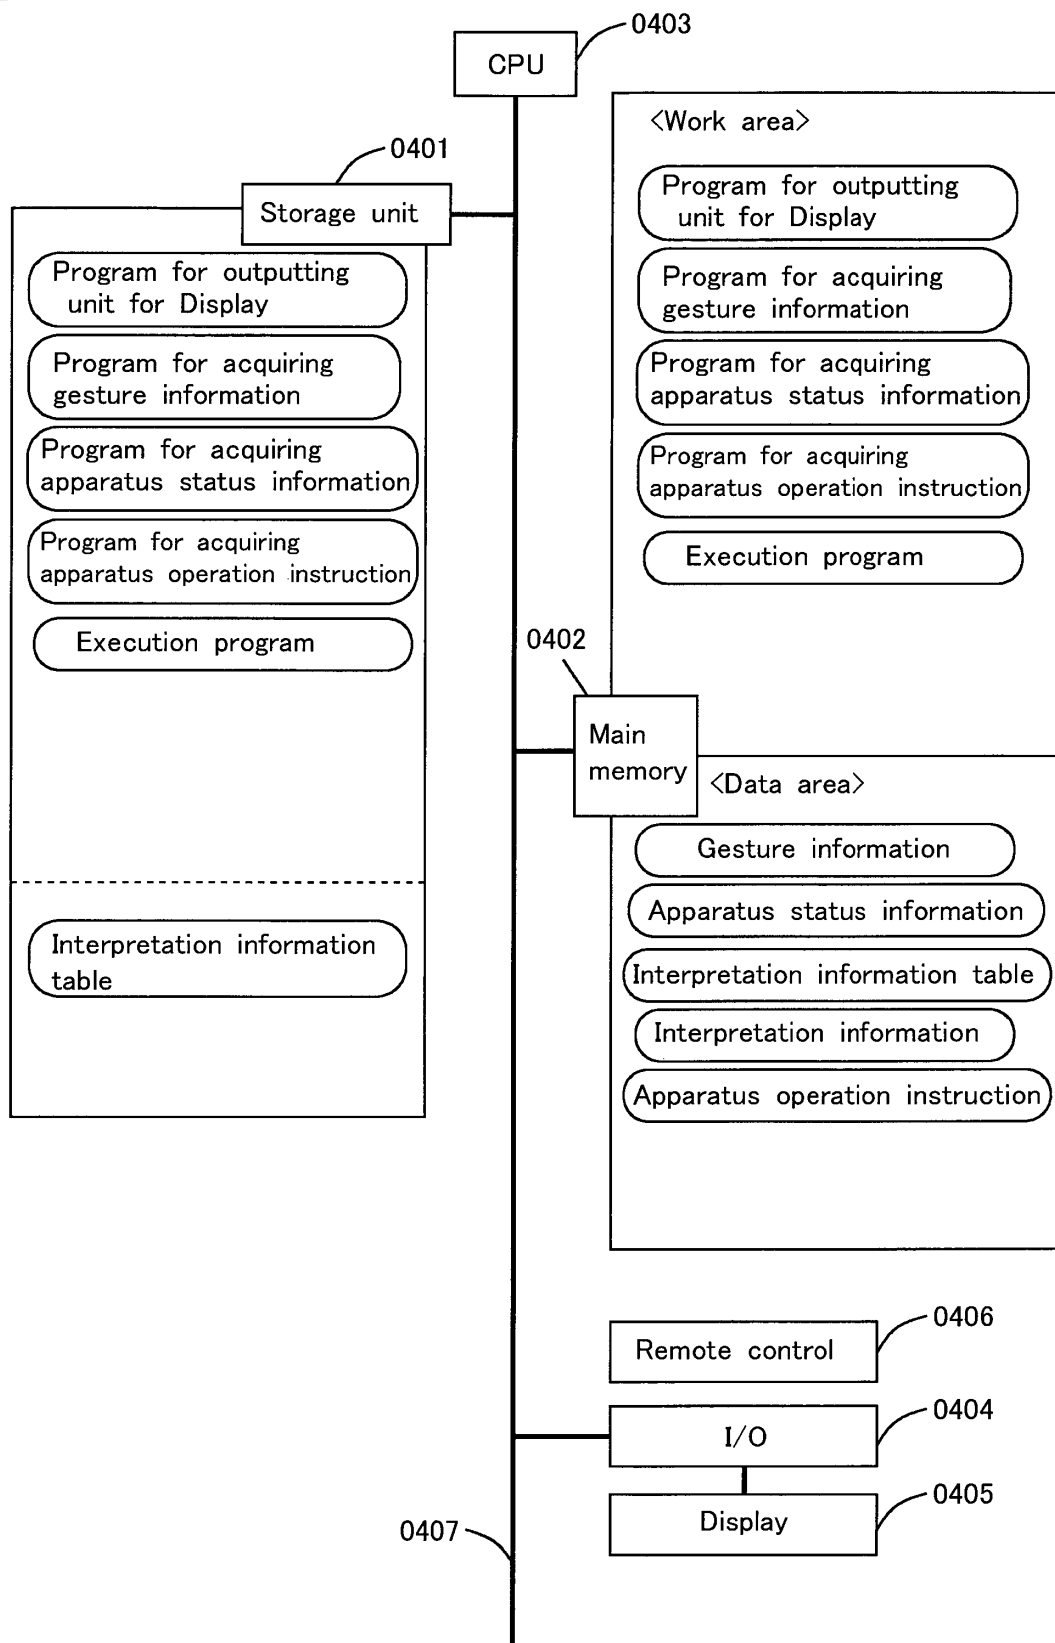 0403
CPU
0401
Storage unit
Program for outputting
unit for Display
Program for acquiring
gesture information
Program for acquiring
apparatus status information
Program for acquiring
apparatus operation instruction
Execution program
Interpretation information
table
<Work area>
Program for outputting
unit for Display
Program for acquiring
gesture information
Program for acquiring
apparatus status information
Program for acquiring
apparatus operation instruction
Execution program
0402
Main
memory
<Data area>
Gesture information
Apparatus status information
Interpretation information table
Interpretation information
Apparatus operation instruction
0406
Remote control
0404
I/O
0405
Display
0407